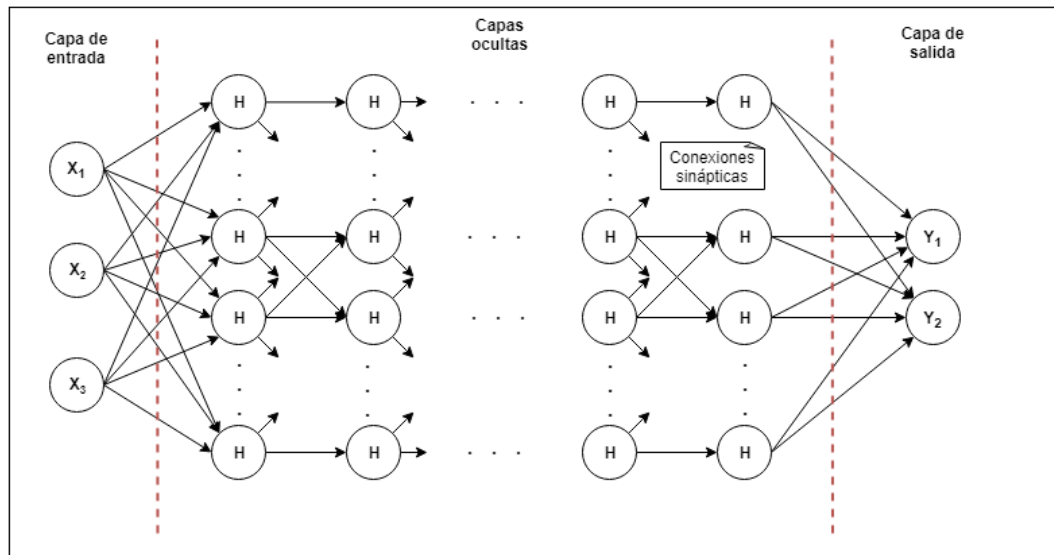 Capa de
entrada
Capas
ocultas
Capa de
salida
H H H H
X₁
Conexiones
sinápticas
H H H H
Y₁
X₂
H H H H
Y₂
X₃
H H H H